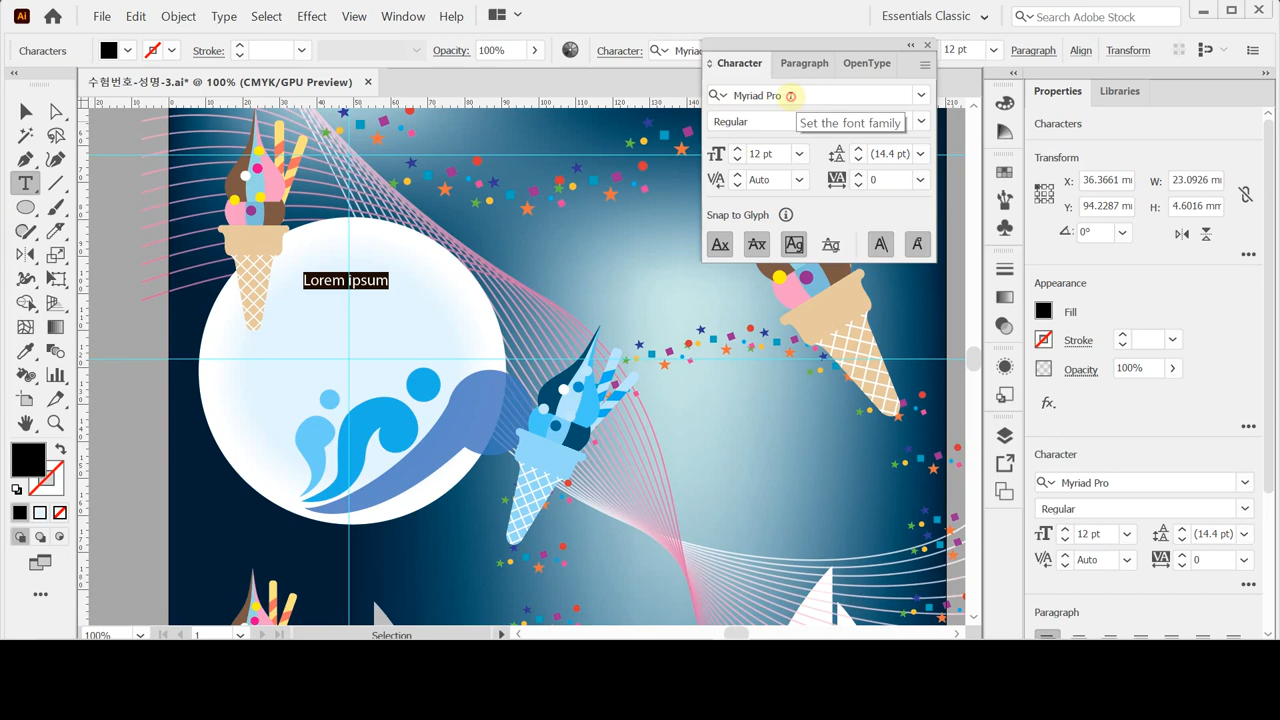 Ai
File
Edit
Object
Type
Select
Effect
View
Window
Help
Essentials Classic
Search Adobe Stock
Characters
Stroke:
Opacity:
100%
Character:
Myriad
12 pt
Paragraph
Align
Transform
수험번호-성명-3.ai* @ 100% (CMYK/GPU Preview)
Character
Paragraph
OpenType
Myriad Pro
Set the font family
Regular
12 pt
(14.4 pt)
Auto
0
Snap to Glyph
Lorem ipsum
Properties
Libraries
Characters
Transform
X:
36.3661 m
W:
23.0926 m
Y:
94.2287 m
H:
4.6016 m
0°
Appearance
Fill
Stroke
Opacity
100%
fx.
Character
Myriad Pro
Regular
12 pt
(14.4 pt)
Auto
0
Paragraph
100%
1
Selection